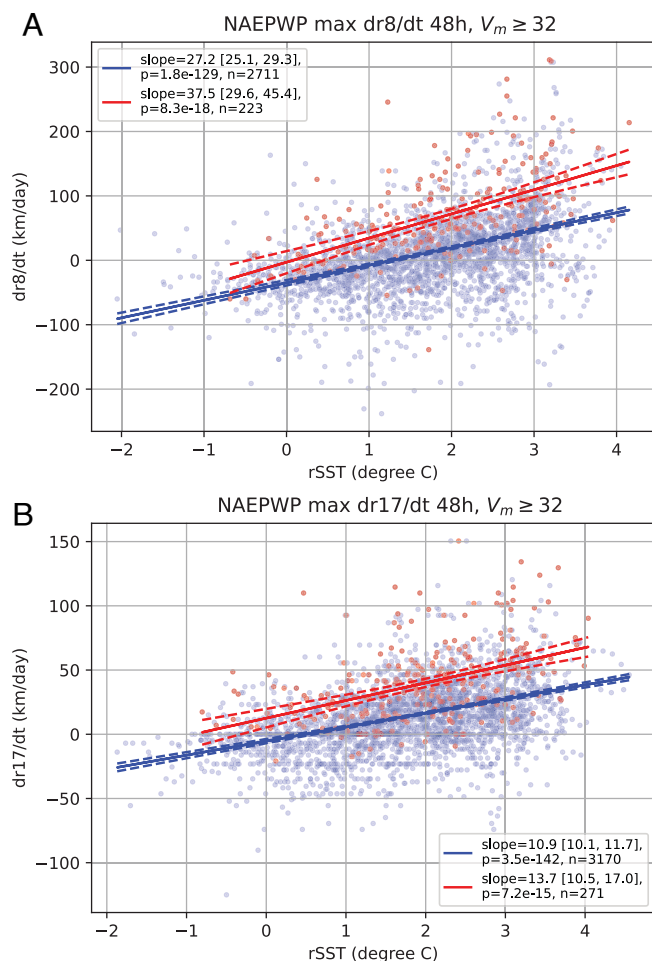 A
NAEPWP max dr8/dt 48h, Vm ≥ 32
slope=27.2 [25.1, 29.3],
p=1.8e-129, n=2711
slope=37.5 [29.6, 45.4],
p=8.3e-18, n=223
dr8/dt (km/day)
300
200
100
0
−100
−200
−2 −1 0 1 2 3 4
rSST (degree C)
B
NAEPWP max dr17/dt 48h, Vm ≥ 32
dr17/dt (km/day)
150
100
50
0
−50
−100
slope=10.9 [10.1, 11.7],
p=3.5e-142, n=3170
slope=13.7 [10.5, 17.0],
p=7.2e-15, n=271
−2 −1 0 1 2 3 4
rSST (degree C)